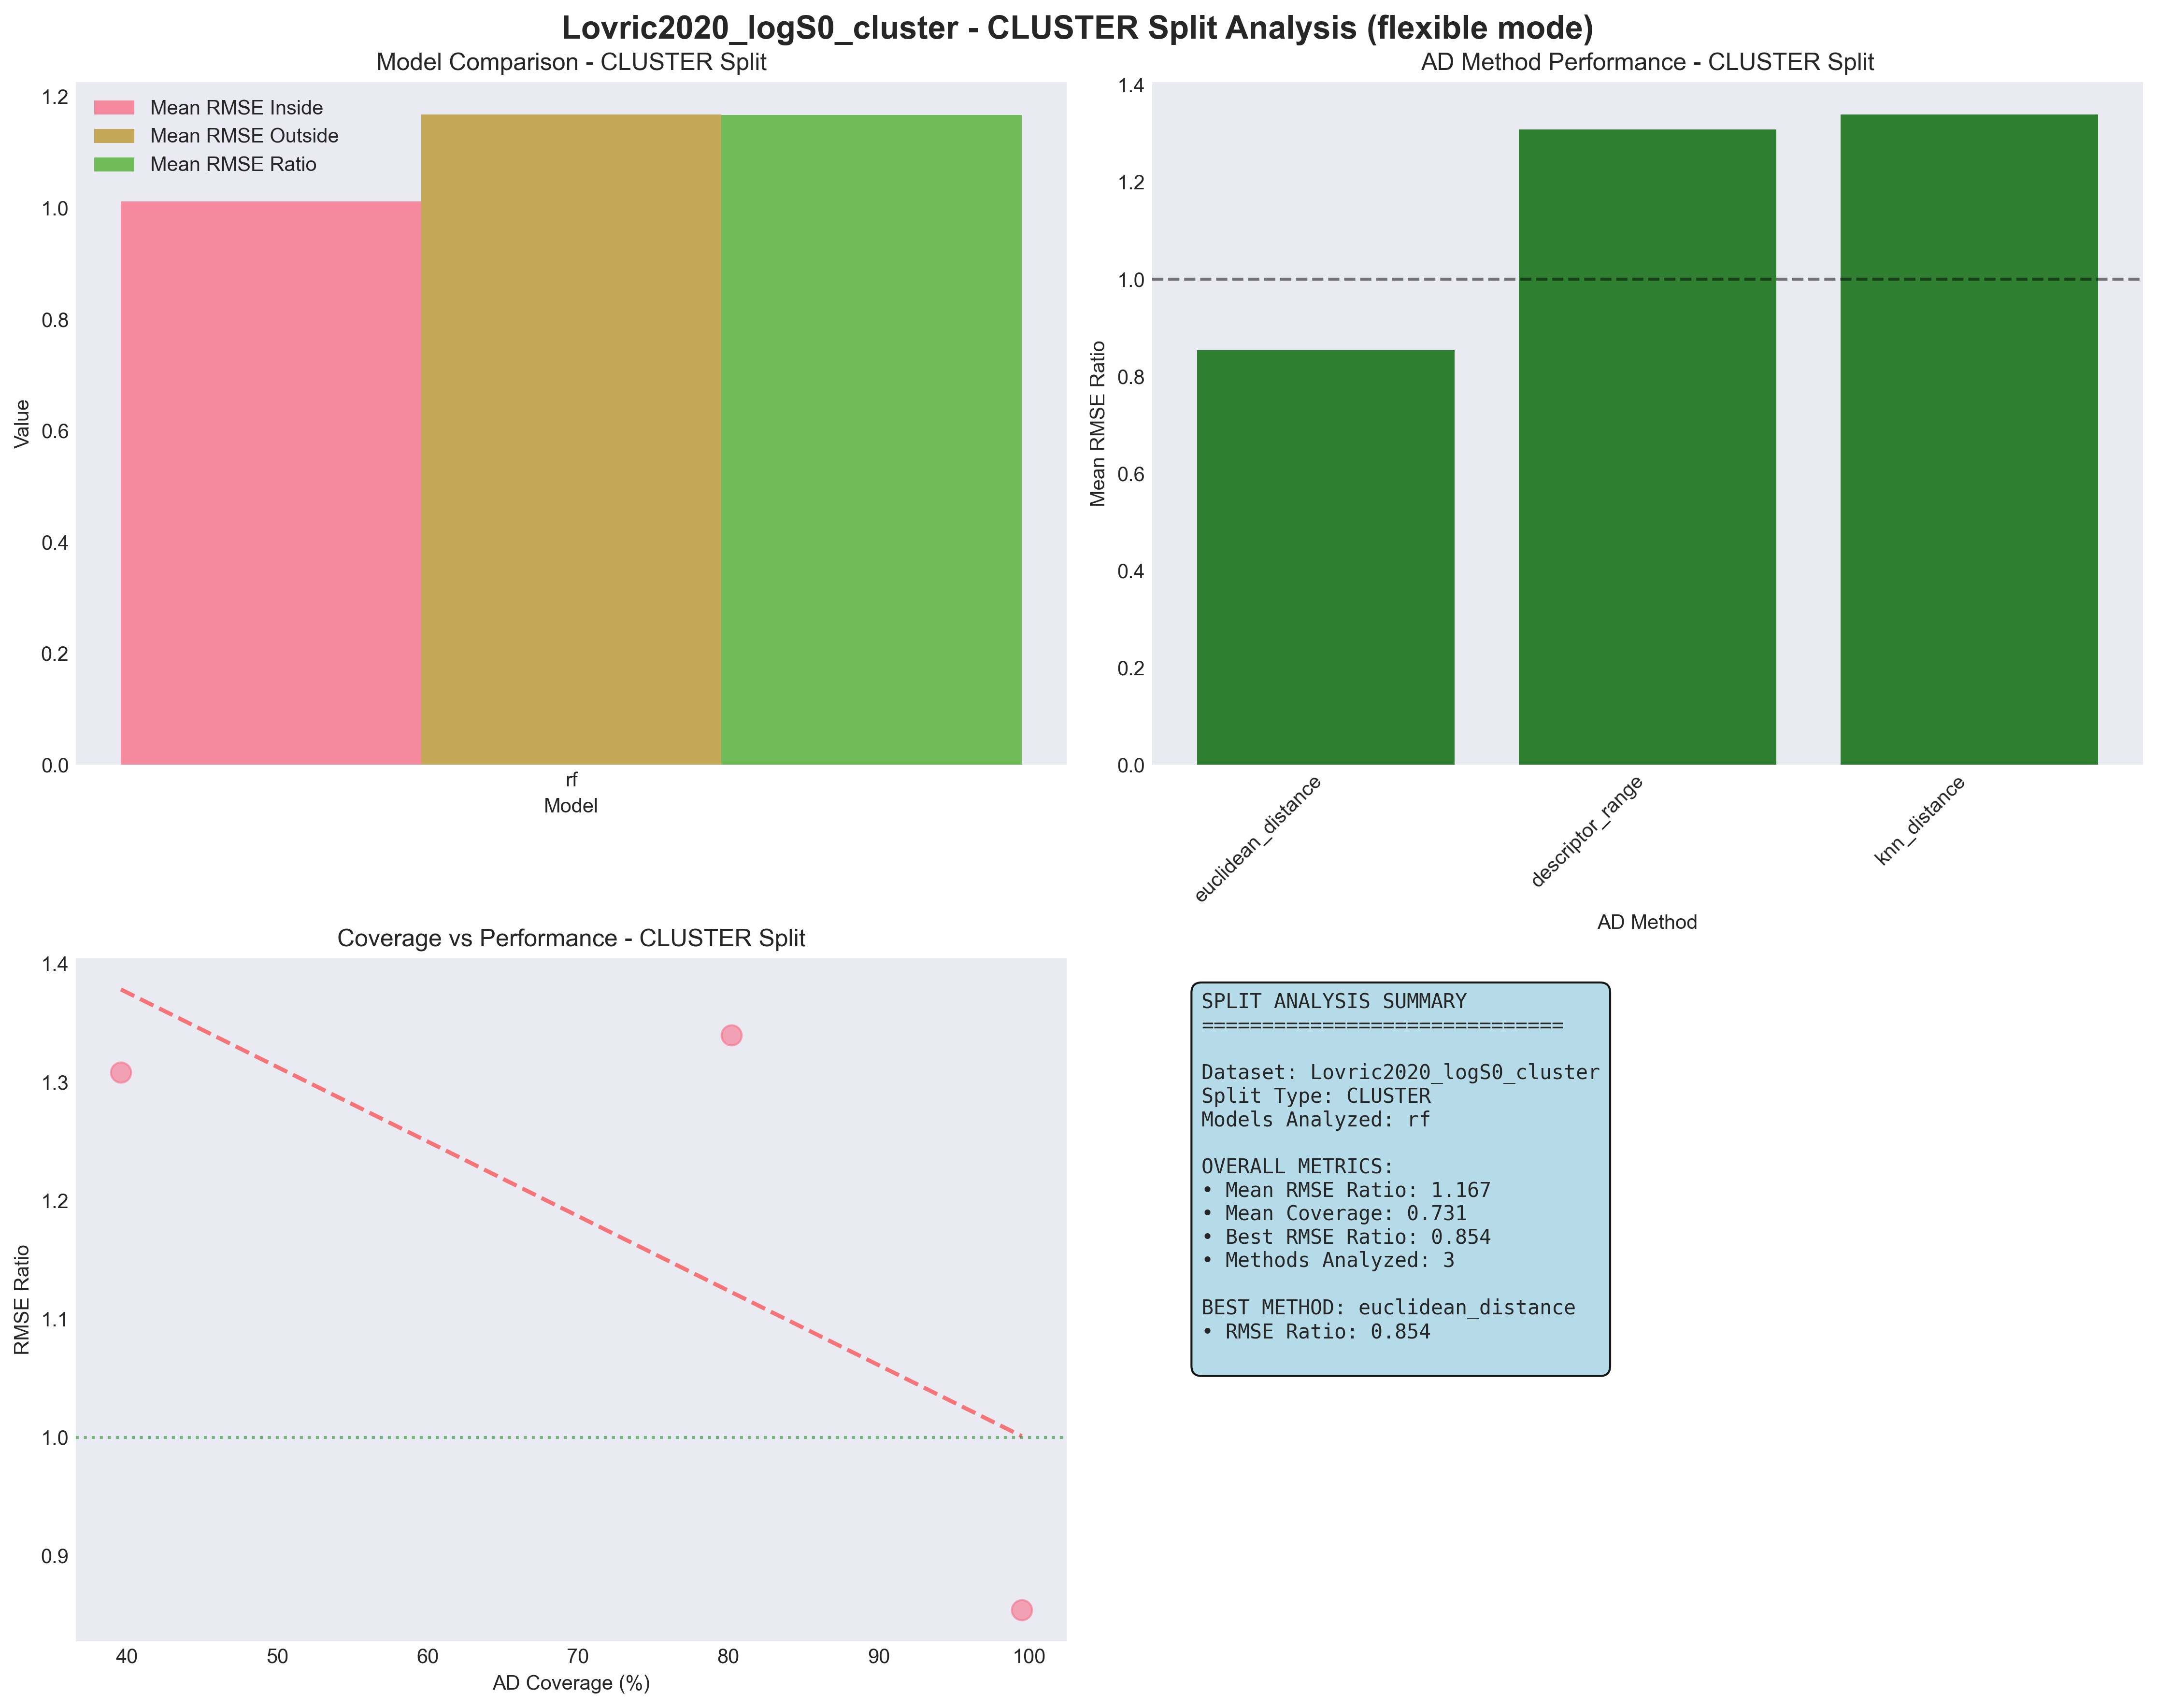 Lovric2020_logS0_cluster - CLUSTER Split Analysis (flexible mode)
Model Comparison - CLUSTER Split
Mean RMSE Inside
Mean RMSE Outside
Mean RMSE Ratio
1.2
1.0
0.8
0.6
0.4
0.2
0.0
Value
rf
Model
AD Method Performance - CLUSTER Split
1.4
1.2
1.0
0.8
0.6
0.4
0.2
0.0
Mean RMSE Ratio
euclidean_distance
descriptor_range
knn_distance
AD Method
Coverage vs Performance - CLUSTER Split
1.4
1.3
1.2
1.1
1.0
0.9
RMSE Ratio
40 50 60 70 80 90 100
AD Coverage (%)
SPLIT ANALYSIS SUMMARY
==============================
Dataset: Lovric2020_logS0_cluster
Split Type: CLUSTER
Models Analyzed: rf
OVERALL METRICS:
• Mean RMSE Ratio: 1.167
• Mean Coverage: 0.731
• Best RMSE Ratio: 0.854
• Methods Analyzed: 3
BEST METHOD: euclidean_distance
• RMSE Ratio: 0.854